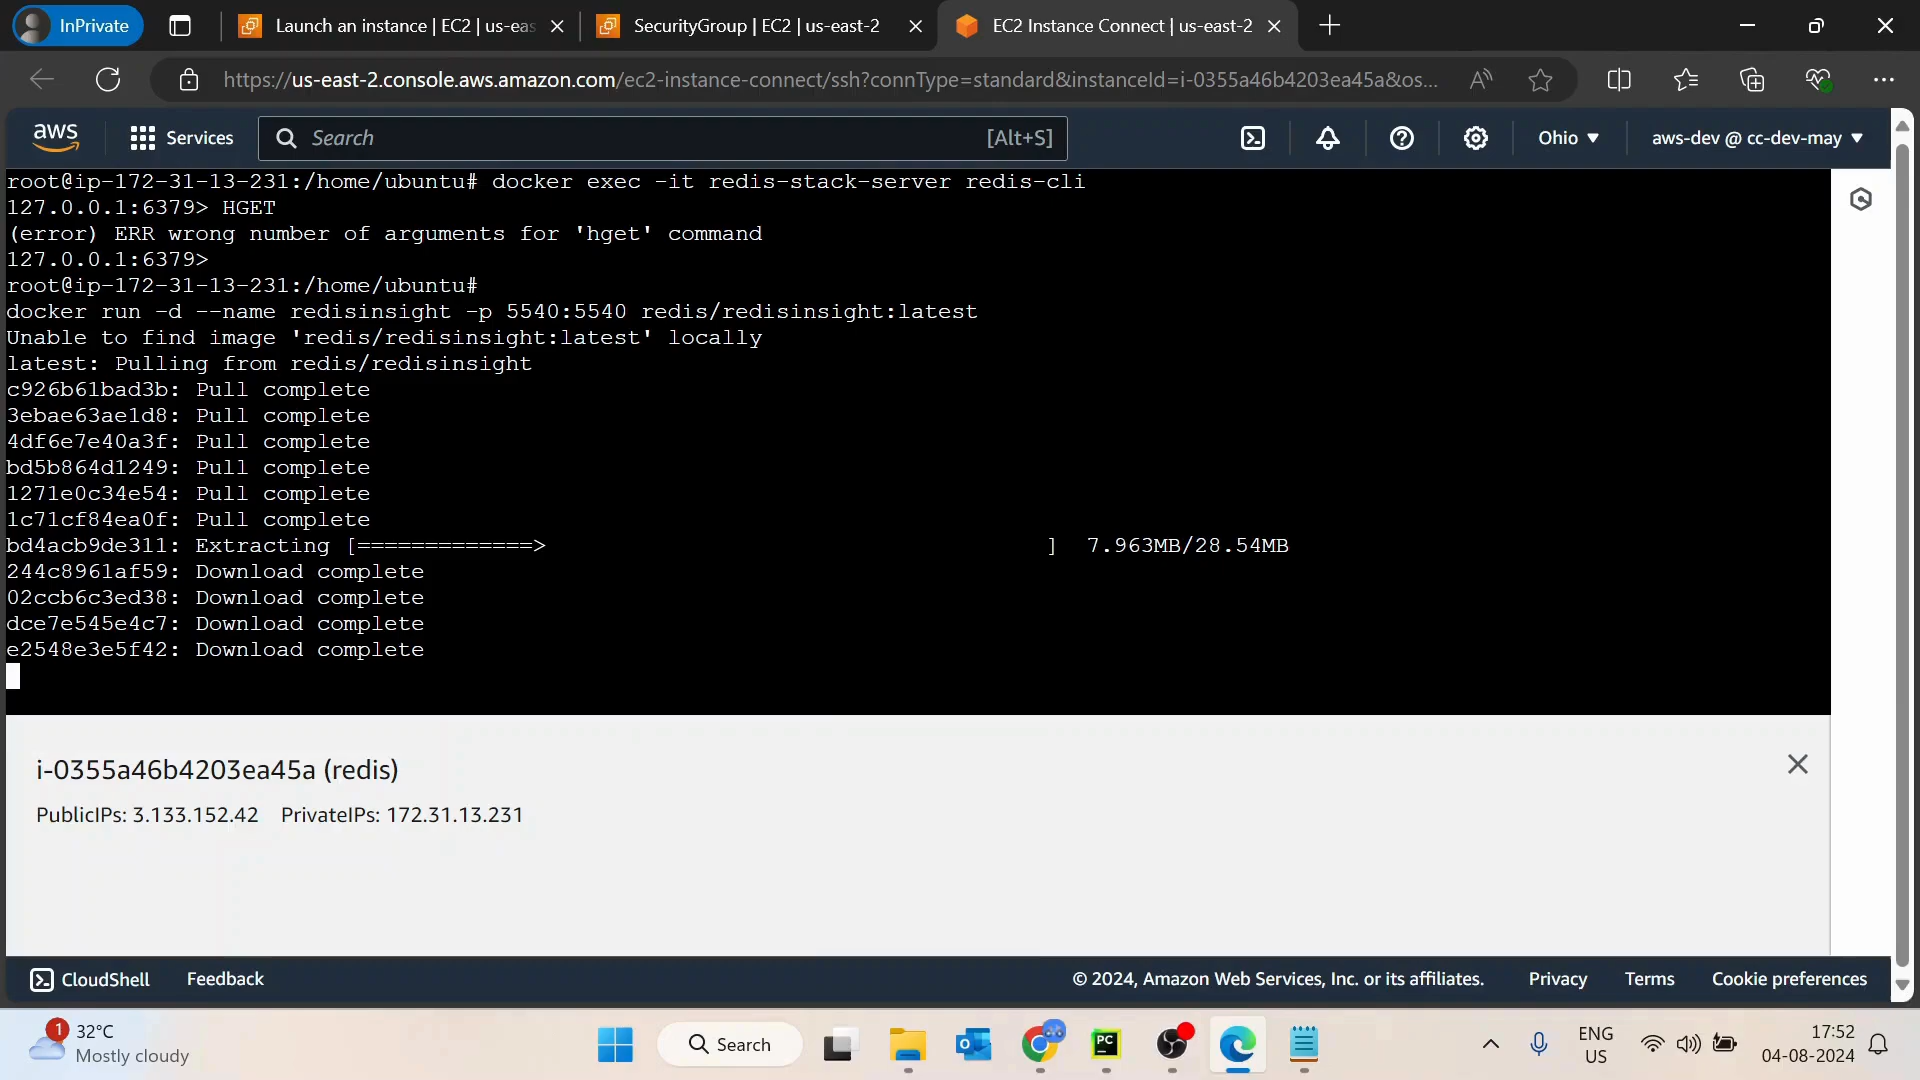 InPrivate
Launch an instance | EC2 | us-eas
SecurityGroup | EC2 | us-east-2
EC2 Instance Connect | us-east-2
https://us-east-2.console.aws.amazon.com/ec2-instance-connect/ssh?connType=standard&instanceId=i-0355a46b4203ea45a&os...
aws
Services
Search
[Alt+S]
Ohio
aws-dev @ cc-dev-may
root@ip-172-31-13-231:/home/ubuntu# docker exec -it redis-stack-server redis-cli
127.0.0.1:6379> HGET
(error) ERR wrong number of arguments for 'hget' command
127.0.0.1:6379>
root@ip-172-31-13-231:/home/ubuntu#
docker run -d --name redisinsight -p 5540:5540 redis/redisinsight:latest
Unable to find image 'redis/redisinsight:latest' locally
latest: Pulling from redis/redisinsight
c926b61bad3b: Pull complete
3ebae63ae1d8: Pull complete
4df6e7e40a3f: Pull complete
bd5b864d1249: Pull complete
1271e0c34e54: Pull complete
1c71cf84ea0f: Pull complete
bd4acb9de311: Extracting [=============>                                     ]  7.963MB/28.54MB
244c8961af59: Download complete
02ccb6c3ed38: Download complete
dce7e545e4c7: Download complete
e2548e3e5f42: Download complete
i-0355a46b4203ea45a (redis)
PublicIPs: 3.133.152.42 PrivateIPs: 172.31.13.231
CloudShell
Feedback
© 2024, Amazon Web Services, Inc. or its affiliates.
Privacy
Terms
Cookie preferences
1
32°C
Mostly cloudy
Search
PC
ENG
US
17:52
04-08-2024